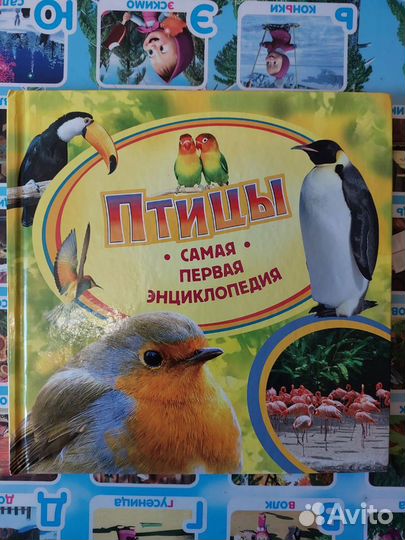 Ю
ЭСКИМО
Э
КОНЬКИ
Ь
ПТИЦЫ
• САМАЯ •
ПЕРВАЯ
ЭНЦИКЛОПЕДИЯ
Д
ГУСЕНИЦА
Г
ВОЛК
В
Avito